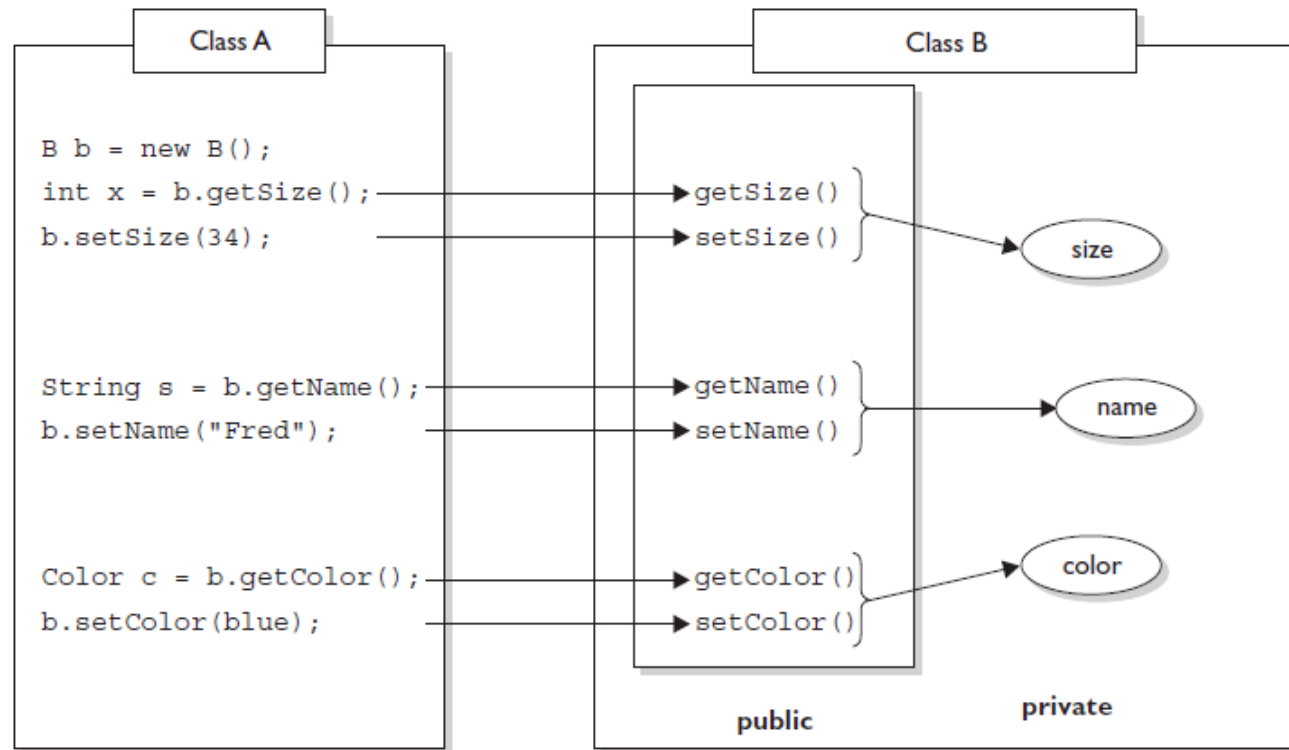 Class A
B b = new B();
int x = b.getSize();
b.setSize(34);
String s = b.getName();
b.setName("Fred");
Color c = b.getColor();
b.setColor(blue);
Class B
getSize()
setSize()
getName()
setName()
getColor()
setColor()
public
size
name
color
private